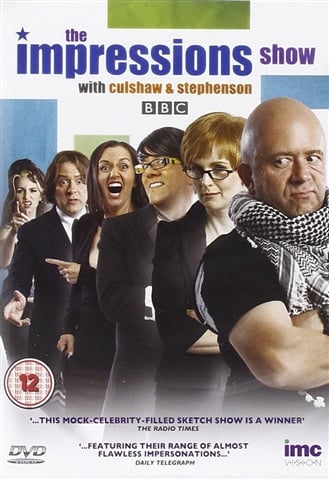 the
impressions show
with culshaw & stephenson
BBC
12
'...THIS MOCK-CELEBRITY-FILLED SKETCH SHOW IS A WINNER'
THE RADIO TIMES
'...FEATURING THEIR RANGE OF ALMOST
FLAWLESS IMPERSONATIONS...'
DAILY TELEGRAPH
DVD
VIDEO
imc
VISION